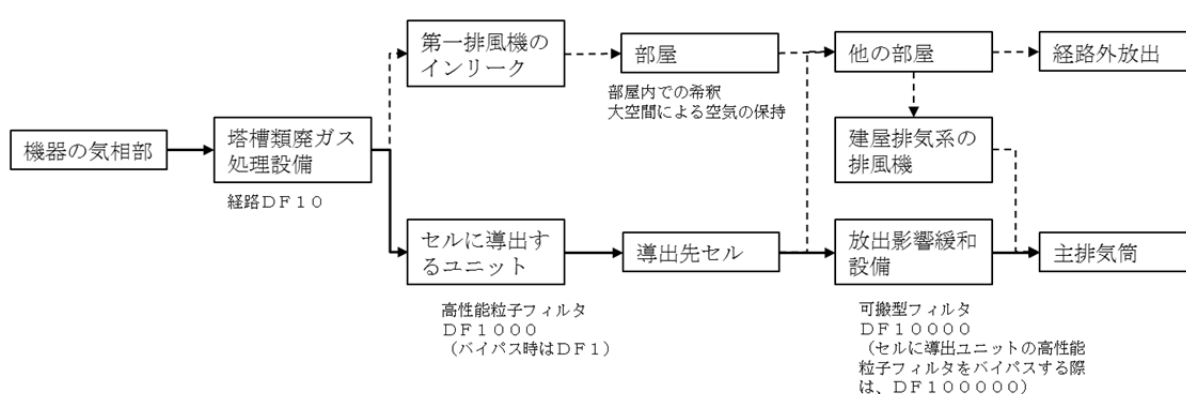 第一排風機の
インリーク
部屋
部屋内での希釈
大空間による空気の保持
他の部屋
経路外放出
機器の気相部
塔槽類廃ガス
処理設備
経路ＤＦ１０
建屋排気系の
排風機
セルに導出す
るユニット
高性能粒子フィルタ
ＤＦ１０００
（バイパス時はＤＦ１）
導出先セル
放出影響緩和
設備
可搬型フィルタ
ＤＦ１００００
（セルに導出ユニットの高性能
粒子フィルタをバイパスする際
は、ＤＦ１０００００）
主排気筒